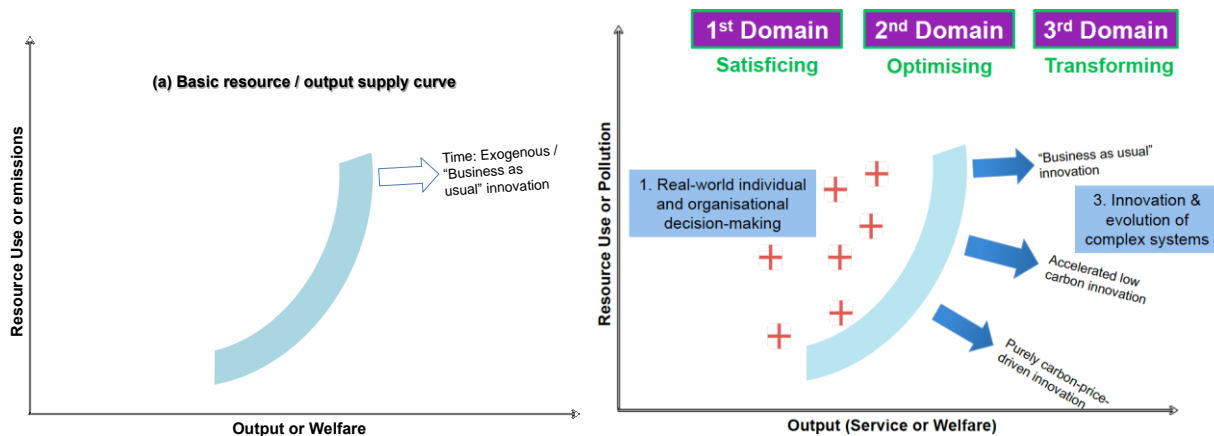 (a) Basic resource / output supply curve
Resource Use or emissions
Time: Exogenous /
“Business as
usual” innovation
Output or Welfare
1st Domain
2nd Domain
3rd Domain
Satisficing
Optimising
Transforming
Resource Use or Pollution
1. Real-world individual
and organisational
decision-making
“Business as usual”
innovation
3. Innovation &
evolution of
complex systems
Accelerated low
carbon innovation
Purely carbon-price-
driven innovation
Output (Service or Welfare)